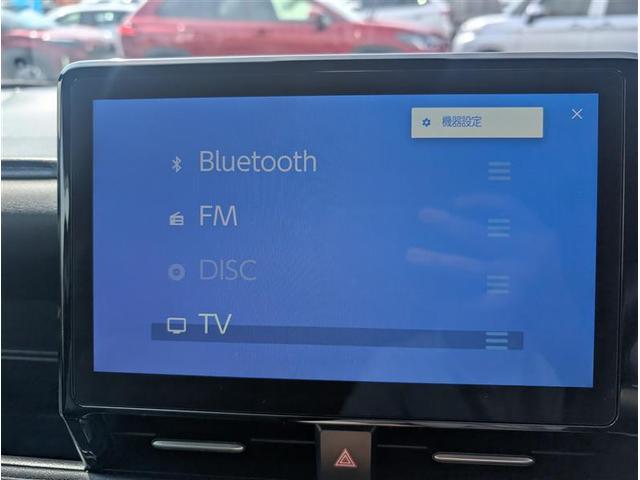 機器設定
Bluetooth
FM
DISC
TV